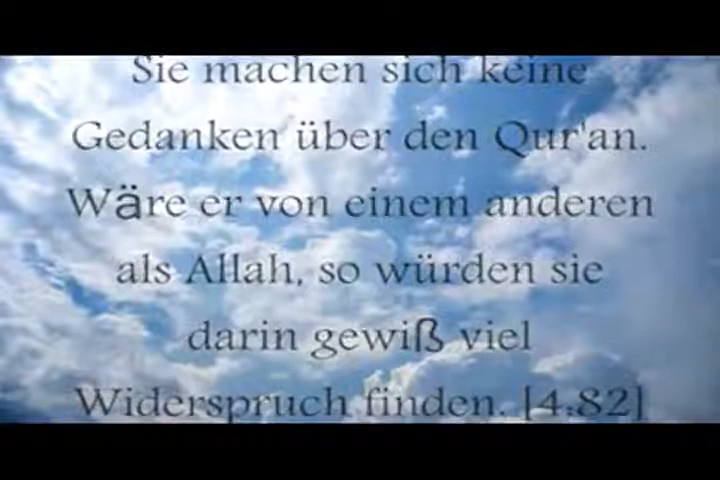 Sie machen sich keine
Gedanken über den Qur'an.
Wäre er von einem anderen
als Allah, so würden sie
darin gewiß viel
Widerspruch finden. [4:82]